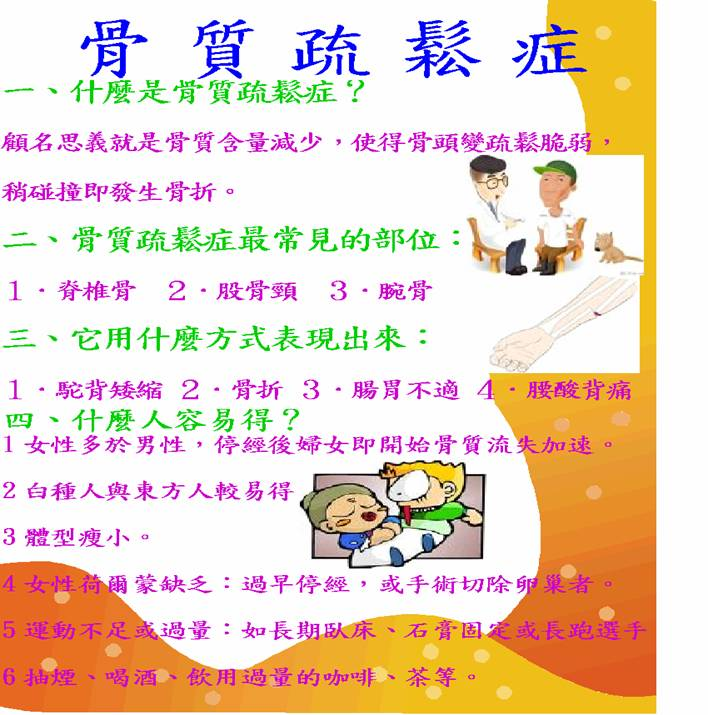 骨質疏鬆症
一、什麼是骨質疏鬆症？
顧名思義就是骨質含量減少，使得骨頭變疏鬆脆弱，
稍碰撞即發生骨折。
二、骨質疏鬆症最常見的部位：
１．脊椎骨　２．股骨頸　３．腕骨
三、它用什麼方式表現出來：
１．駝背矮縮 ２．骨折 ３．腸胃不適 ４．腰酸背痛
四、什麼人容易得？
1 女性多於男性，停經後婦女即開始骨質流失加速。
2 白種人與東方人較易得
3 體型瘦小。
4 女性荷爾蒙缺乏：過早停經，或手術切除卵巢者。
5 運動不足或過量：如長期臥床、石膏固定或長跑選手
6 抽煙、喝酒、飲用過量的咖啡、茶等。